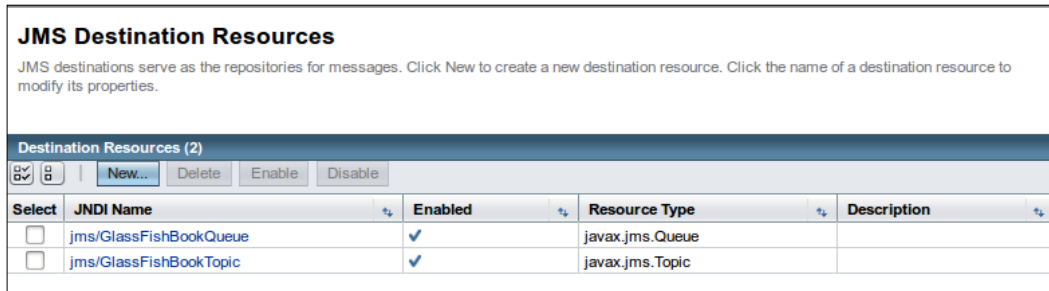 JMS Destination Resources
JMS destinations serve as the repositories for messages. Click New to create a new destination resource. Click the name of a destination resource to
modify its properties.
Destination Resources (2)
New... Delete Enable Disable
Select JNDI Name Enabled Resource Type Description
jms/GlassFishBookQueue javax.jms.Queue
jms/GlassFishBookTopic javax.jms.Topic